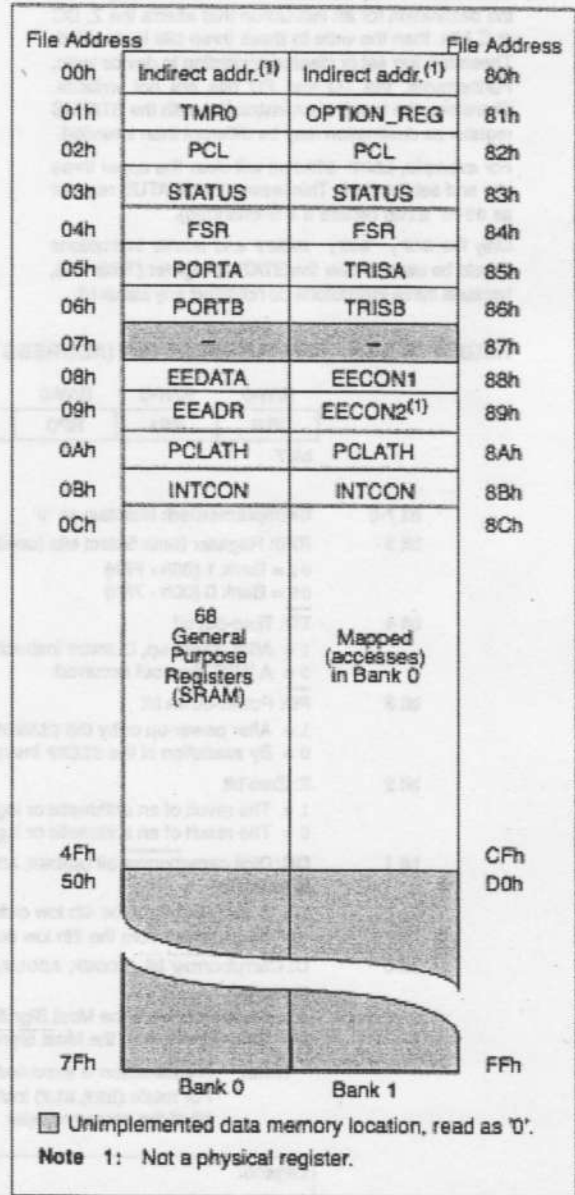 File Address File Address
00h Indirect addr.(1) Indirect addr.(1) 80h
01h TMR0 OPTION_REG 81h
02h PCL PCL 82h
03h STATUS STATUS 83h
04h FSR FSR 84h
05h PORTA TRISA 85h
06h PORTB TRISB 86h
07h – – 87h
08h EEDATA EECON1 88h
09h EEADR EECON2(1) 89h
0Ah PCLATH PCLATH 8Ah
0Bh INTCON INTCON 8Bh
0Ch 8Ch
68
General
Purpose
Registers
(SRAM)
Mapped
(accesses)
in Bank 0
4Fh CFh
50h D0h
7Fh FFh
Bank 0 Bank 1
Unimplemented data memory location, read as '0'.
Note 1: Not a physical register.